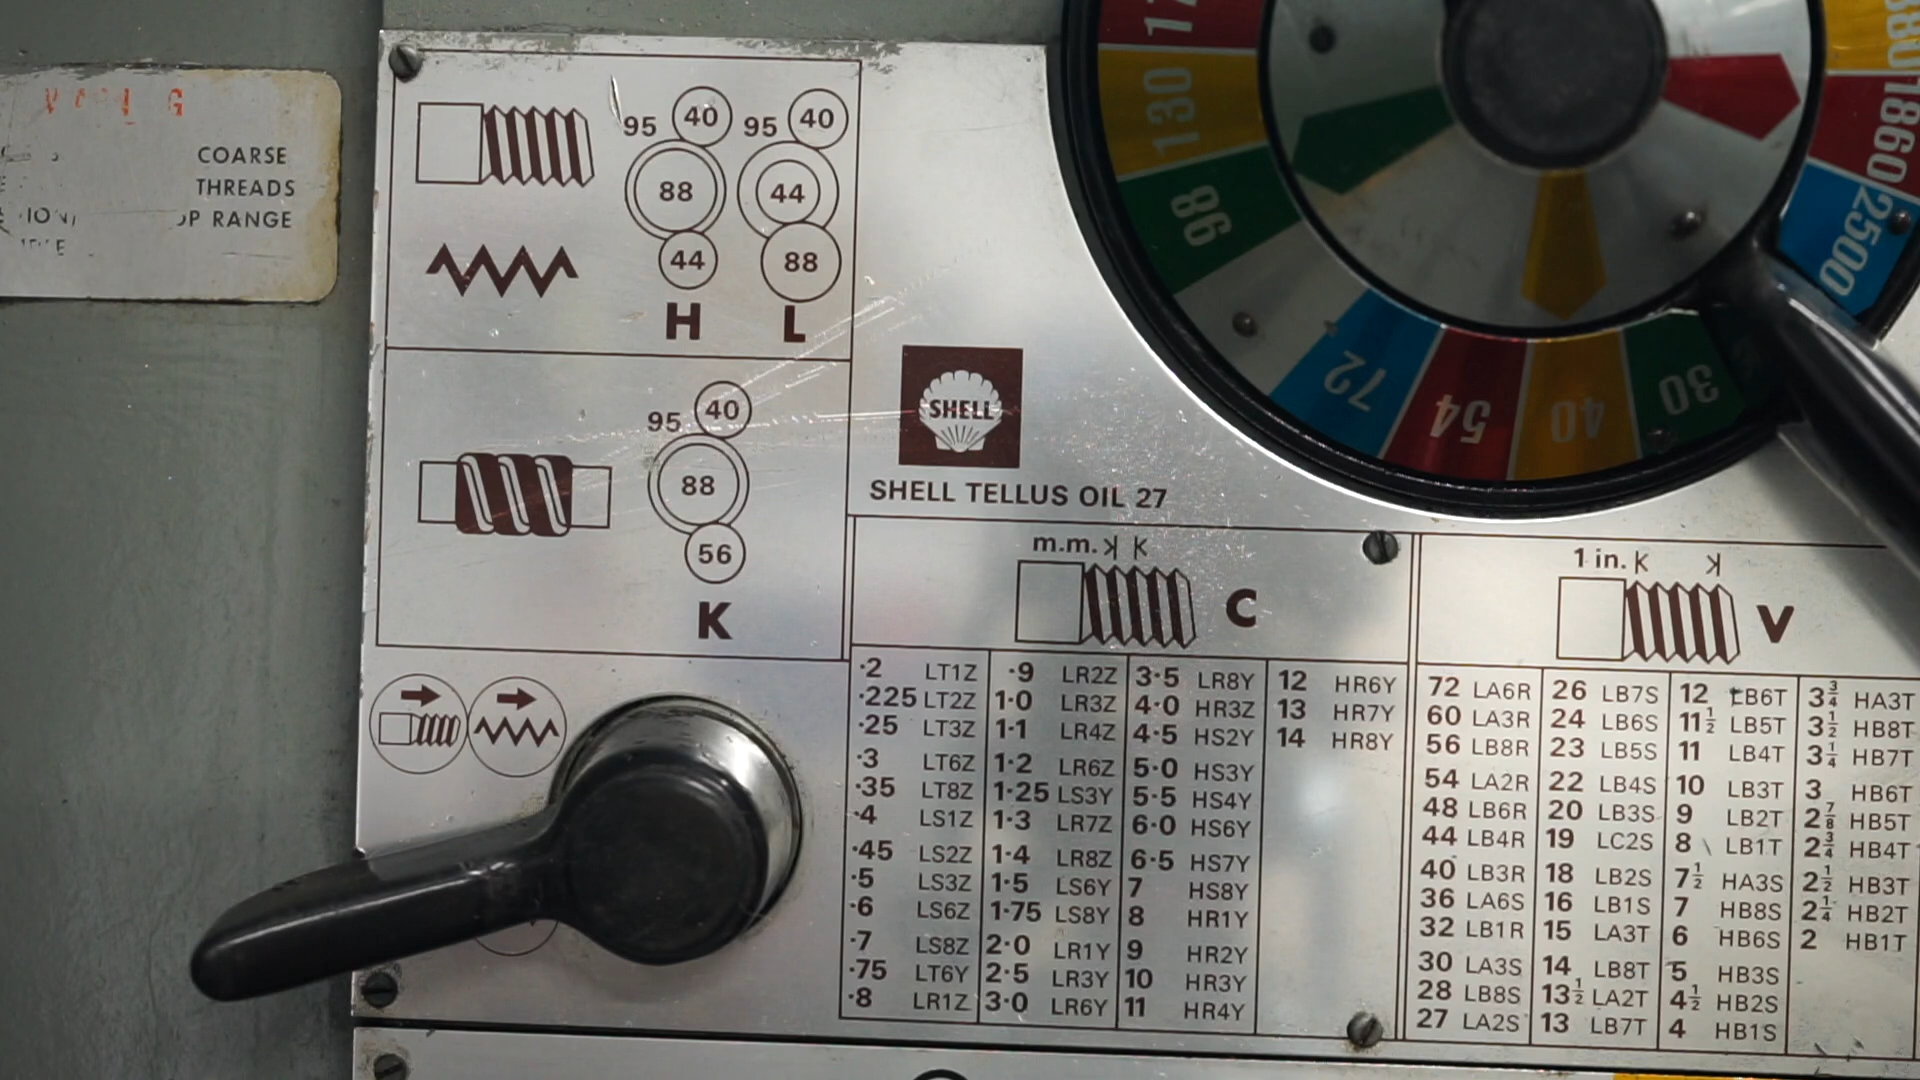 COARSE
THREADS
RANGE
95 40 95 40
88 44
44 88
H L
95 40
88
56
K
SHELL
SHELL TELLUS OIL 27
130
98
72
54
40
30
1860
2500
m.m. K
C
1 in. K
V
·2 LT1Z ·9 LR2Z 3·5 LR8Y 12 HR6Y
·225 LT2Z 1·0 LR3Z 4·0 HR3Z 13 HR7Y
·25 LT3Z 1·1 LR4Z 4·5 HS2Y 14 HR8Y
·3 LT6Z 1·2 LR6Z 5·0 HS3Y
·35 LT8Z 1·25 LS3Y 5·5 HS4Y
·4 LS1Z 1·3 LR7Z 6·0 HS6Y
·45 LS2Z 1·4 LR8Z 6·5 HS7Y
·5 LS3Z 1·5 LS6Y 7 HS8Y
·6 LS6Z 1·75 LS8Y 8 HR1Y
·7 LS8Z 2·0 LR1Y 9 HR2Y
·75 LT6Y 2·5 LR3Y 10 HR3Y
·8 LR1Z 3·0 LR6Y 11 HR4Y
72 LA6R 26 LB7S 12 LB6T 3¾ HA3T
60 LA3R 24 LB6S 11½ LB5T 3½ HB8T
56 LB8R 23 LB5S 11 LB4T 3¼ HB7T
54 LA2R 22 LB4S 10 LB3T 3 HB6T
48 LB6R 20 LB3S 9 LB2T 2⅞ HB5T
44 LB4R 19 LC2S 8 LB1T 2¾ HB4T
40 LB3R 18 LB2S 7½ HA3S 2½ HB3T
36 LA6S 16 LB1S 7 HB8S 2¼ HB2T
32 LB1R 15 LA3T 6 HB6S 2 HB1T
30 LA3S 14 LB8T 5 HB3S
28 LB8S 13½ LA2T 4½ HB2S
27 LA2S 13 LB7T 4 HB1S